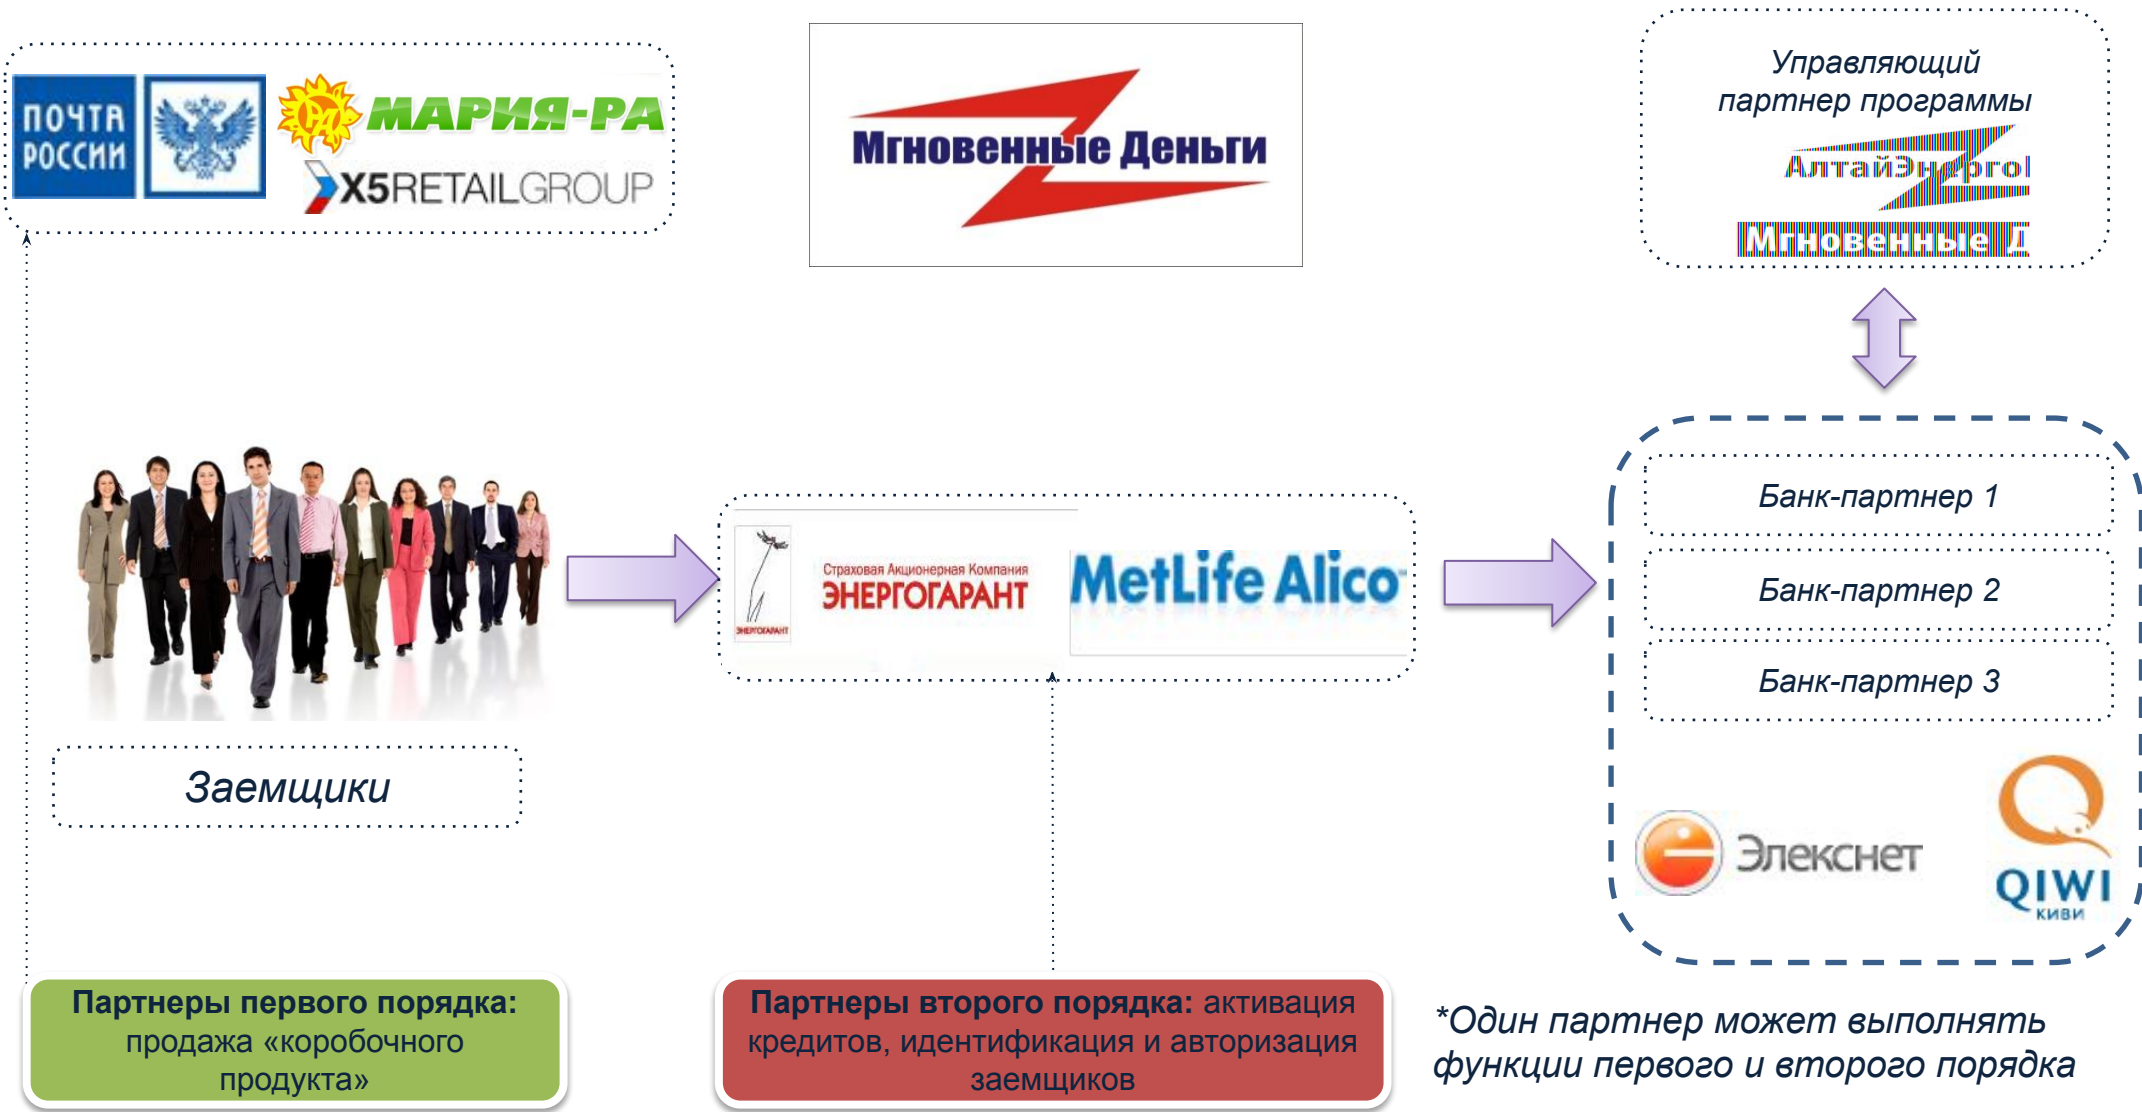 ПОЧТА
РОССИИ
МАРИЯ-РА
X5RETAILGROUP
Мгновенные Деньги
Управляющий
партнер программы
Мгновенные
Страховая Акционерная Компания
ЭНЕРГОГАРАНТ
ЭНЕРГОГАРАНТ
MetLife Alico
Банк-партнер 1
Банк-партнер 2
Банк-партнер 3
Заемщики
Элекснет
QIWI
КИВИ
Партнеры первого порядка:
продажа «коробочного
продукта»
Партнеры второго порядка: активация
кредитов, идентификация и авторизация
заемщиков
*Один партнер может выполнять
функции первого и второго порядка